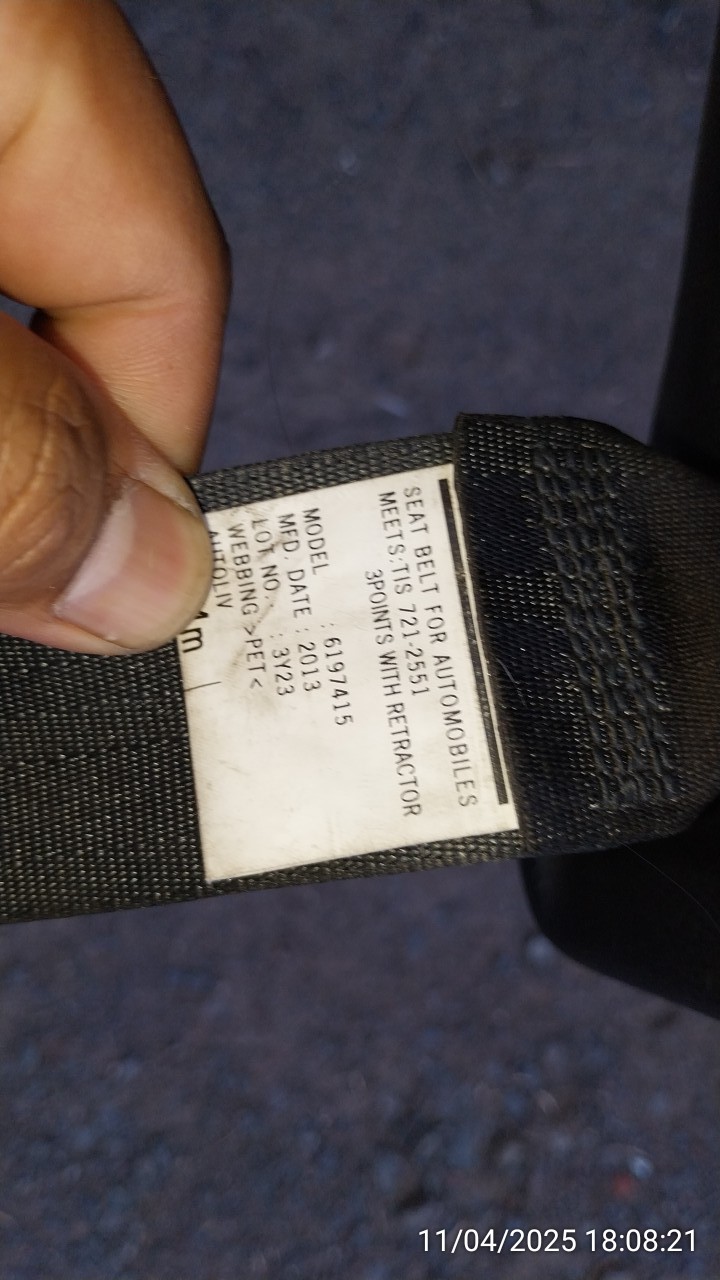 SEAT BELT FOR AUTOMOBILES
MEETS:TIS 721-2551
3POINTS WITH RETRACTOR
MODEL : 6197415
MFD. DATE : 2013
LOT NO. : 3Y23
WEBBING >PET<
AUTOLIV
11/04/2025 18:08:21